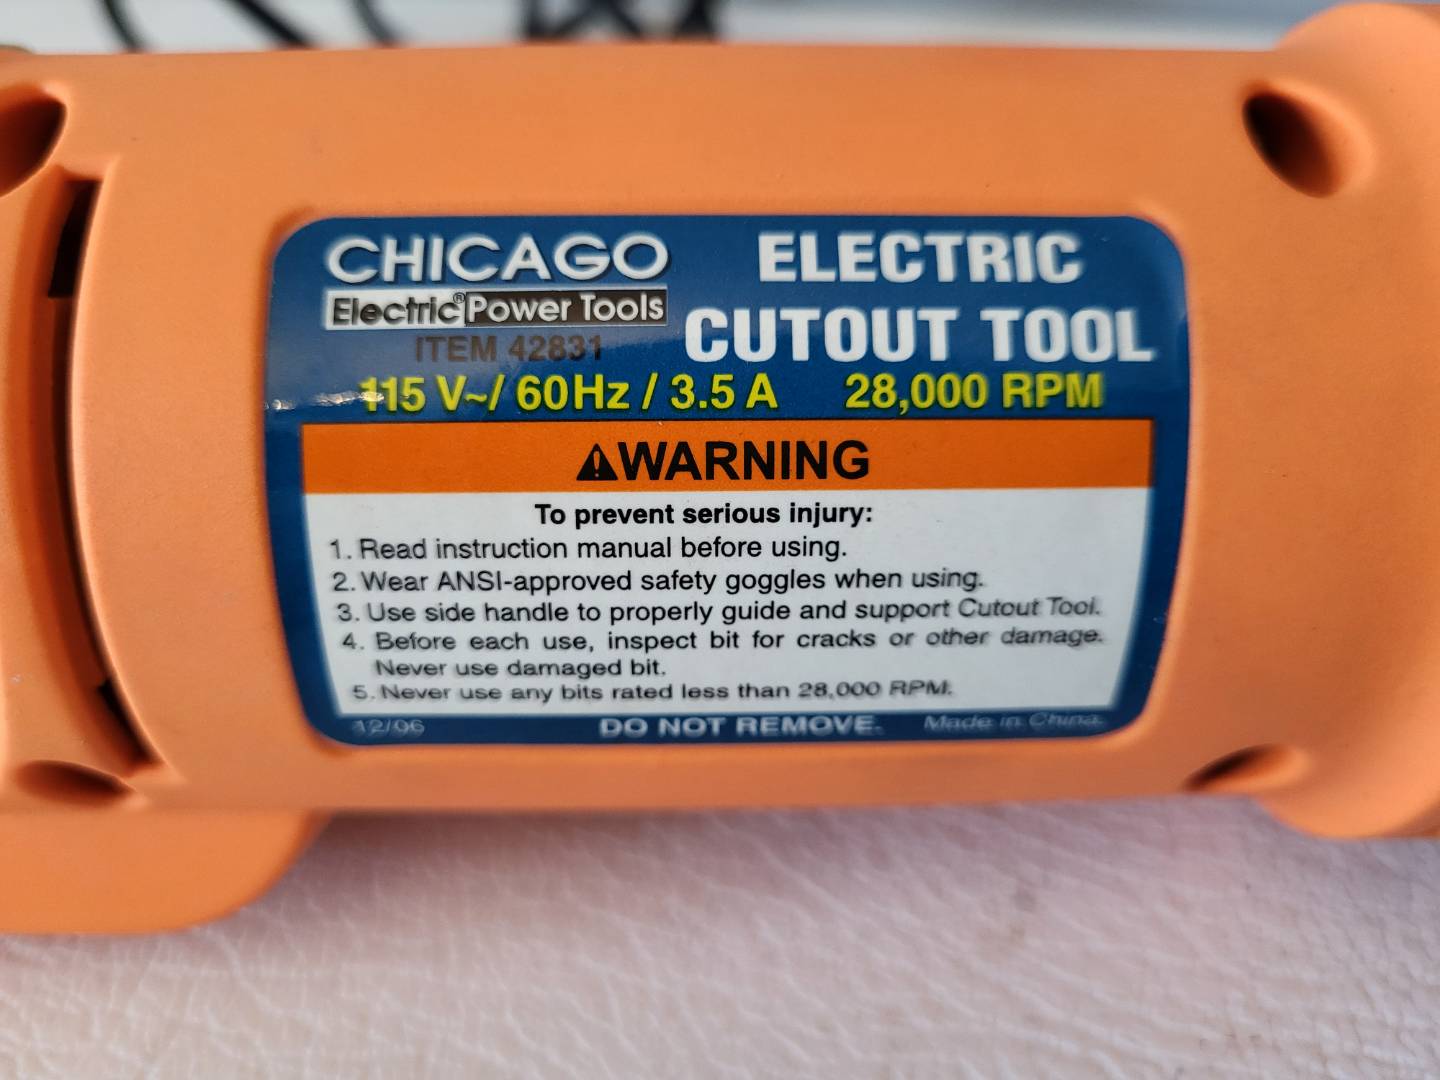 CHICAGO
Electric® Power Tools
ITEM 42831
ELECTRIC
CUTOUT TOOL
115 V~/ 60Hz / 3.5 A 28,000 RPM
⚠WARNING
To prevent serious injury:
1. Read instruction manual before using.
2. Wear ANSI-approved safety goggles when using.
3. Use side handle to properly guide and support Cutout Tool.
4. Before each use, inspect bit for cracks or other damage.
Never use damaged bit.
5. Never use any bits rated less than 28,000 RPM.
12/06 DO NOT REMOVE. Made in China.